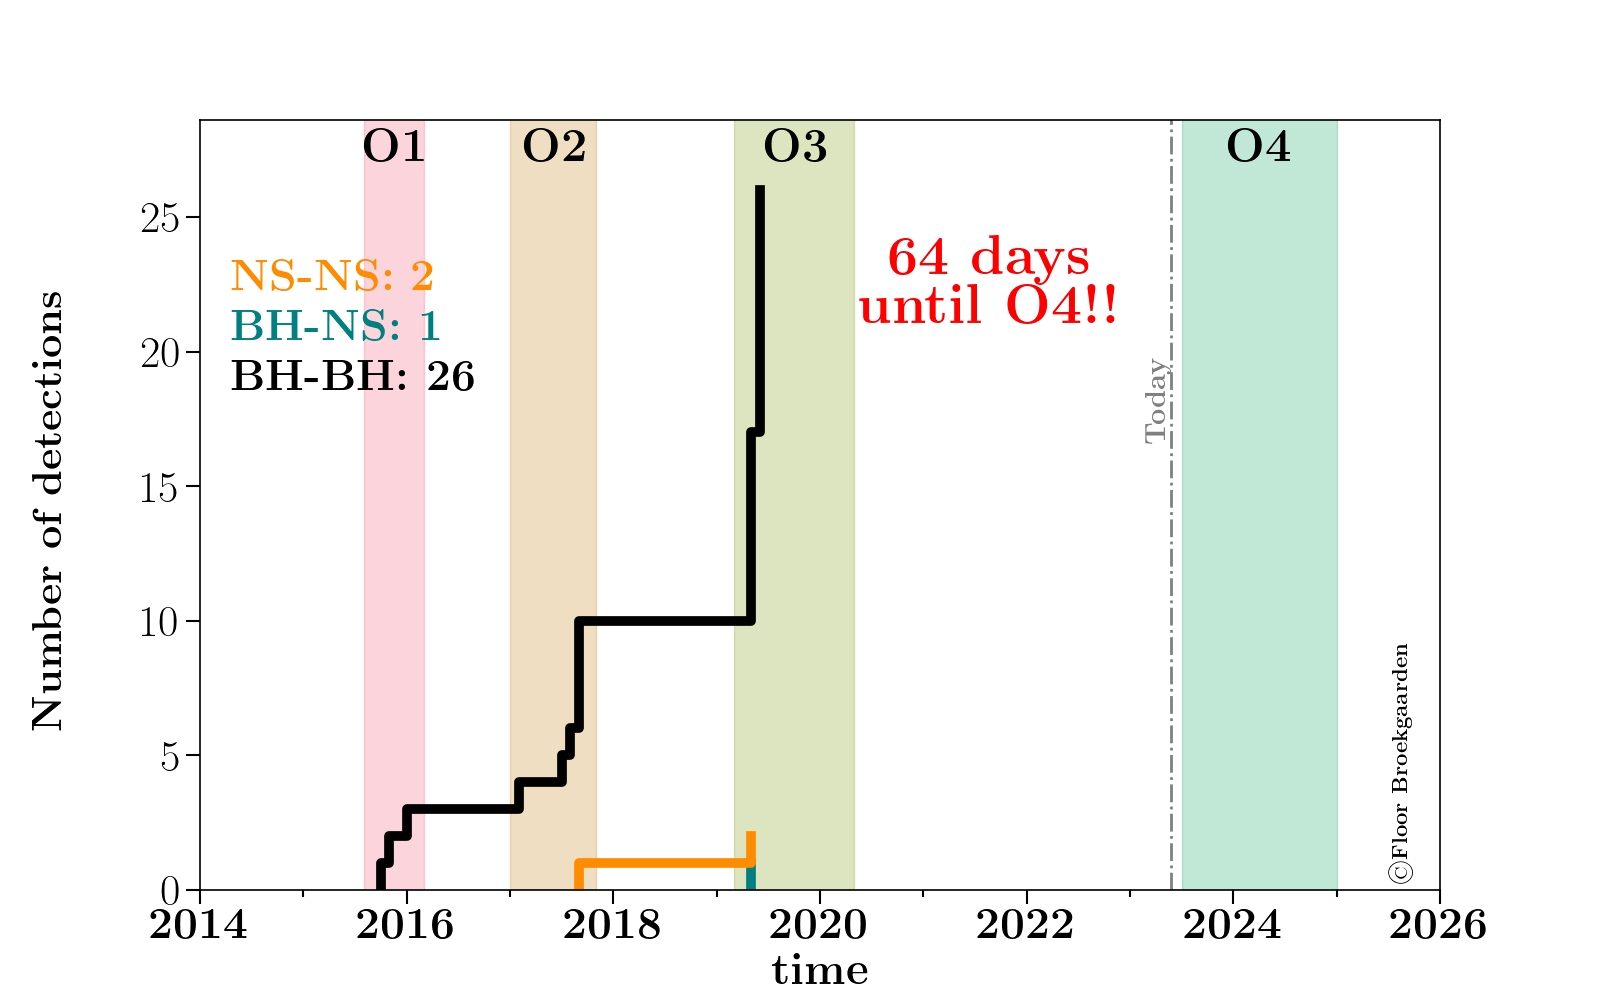 O1 O2 O3 O4
25
20
15
10
5
0
NS-NS: 2
BH-NS: 1
BH-BH: 26
64 days
until O4!!
Today
©Floor Broekgaarden
Number of detections
2014 2016 2018 2020 2022 2024 2026
time